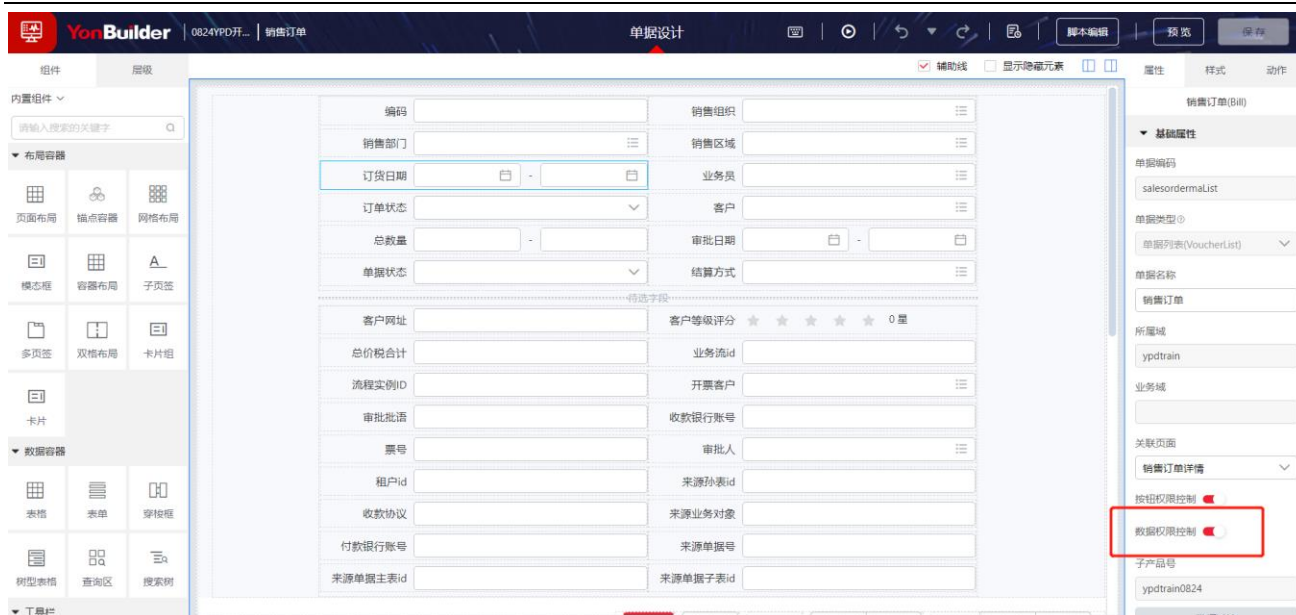 YonBuilder 0824YPD开... 销售订单 单据设计 脚本编辑 预览 保存
组件 层级 辅助线 显示隐藏元素 属性 样式 动作
内置组件
请输入搜索的关键字
布局容器
页面布局 锚点容器 网格布局
模态框 容器布局 子页签
多页签 双格布局 卡片组
卡片
数据容器
表格 表单 穿梭框
树型表格 查询区 搜索树
工具栏
编码 销售组织
销售部门 销售区域
订货日期 - 业务员
订单状态 客户
总数量 - 审批日期 -
单据状态 结算方式
待选字段
客户网址 客户等级评分 0星
总价税合计 业务流id
流程实例ID 开票客户
审批批语 收款银行账号
票号 审批人
租户id 来源孙表id
收款协议 来源业务对象
付款银行账号 来源单据号
来源单据主表id 来源单据子表id
销售订单(Bill)
基础属性
单据编码
salesordermaList
单据类型
单据列表(VoucherList)
单据名称
销售订单
所属域
ypdtrain
业务域
关联页面
销售订单详情
按钮权限控制
数据权限控制
子产品号
ypdtrain0824